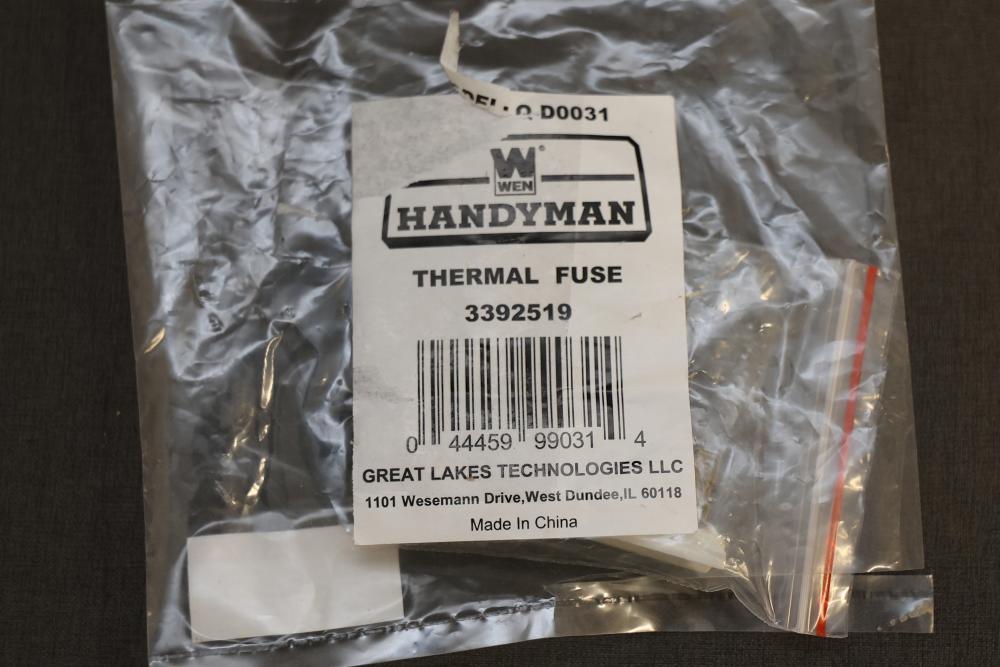 D0031
W
WEN
HANDYMAN
THERMAL FUSE
3392519
0 44459 99031 4
GREAT LAKES TECHNOLOGIES LLC
1101 Wesemann Drive,West Dundee,IL 60118
Made In China